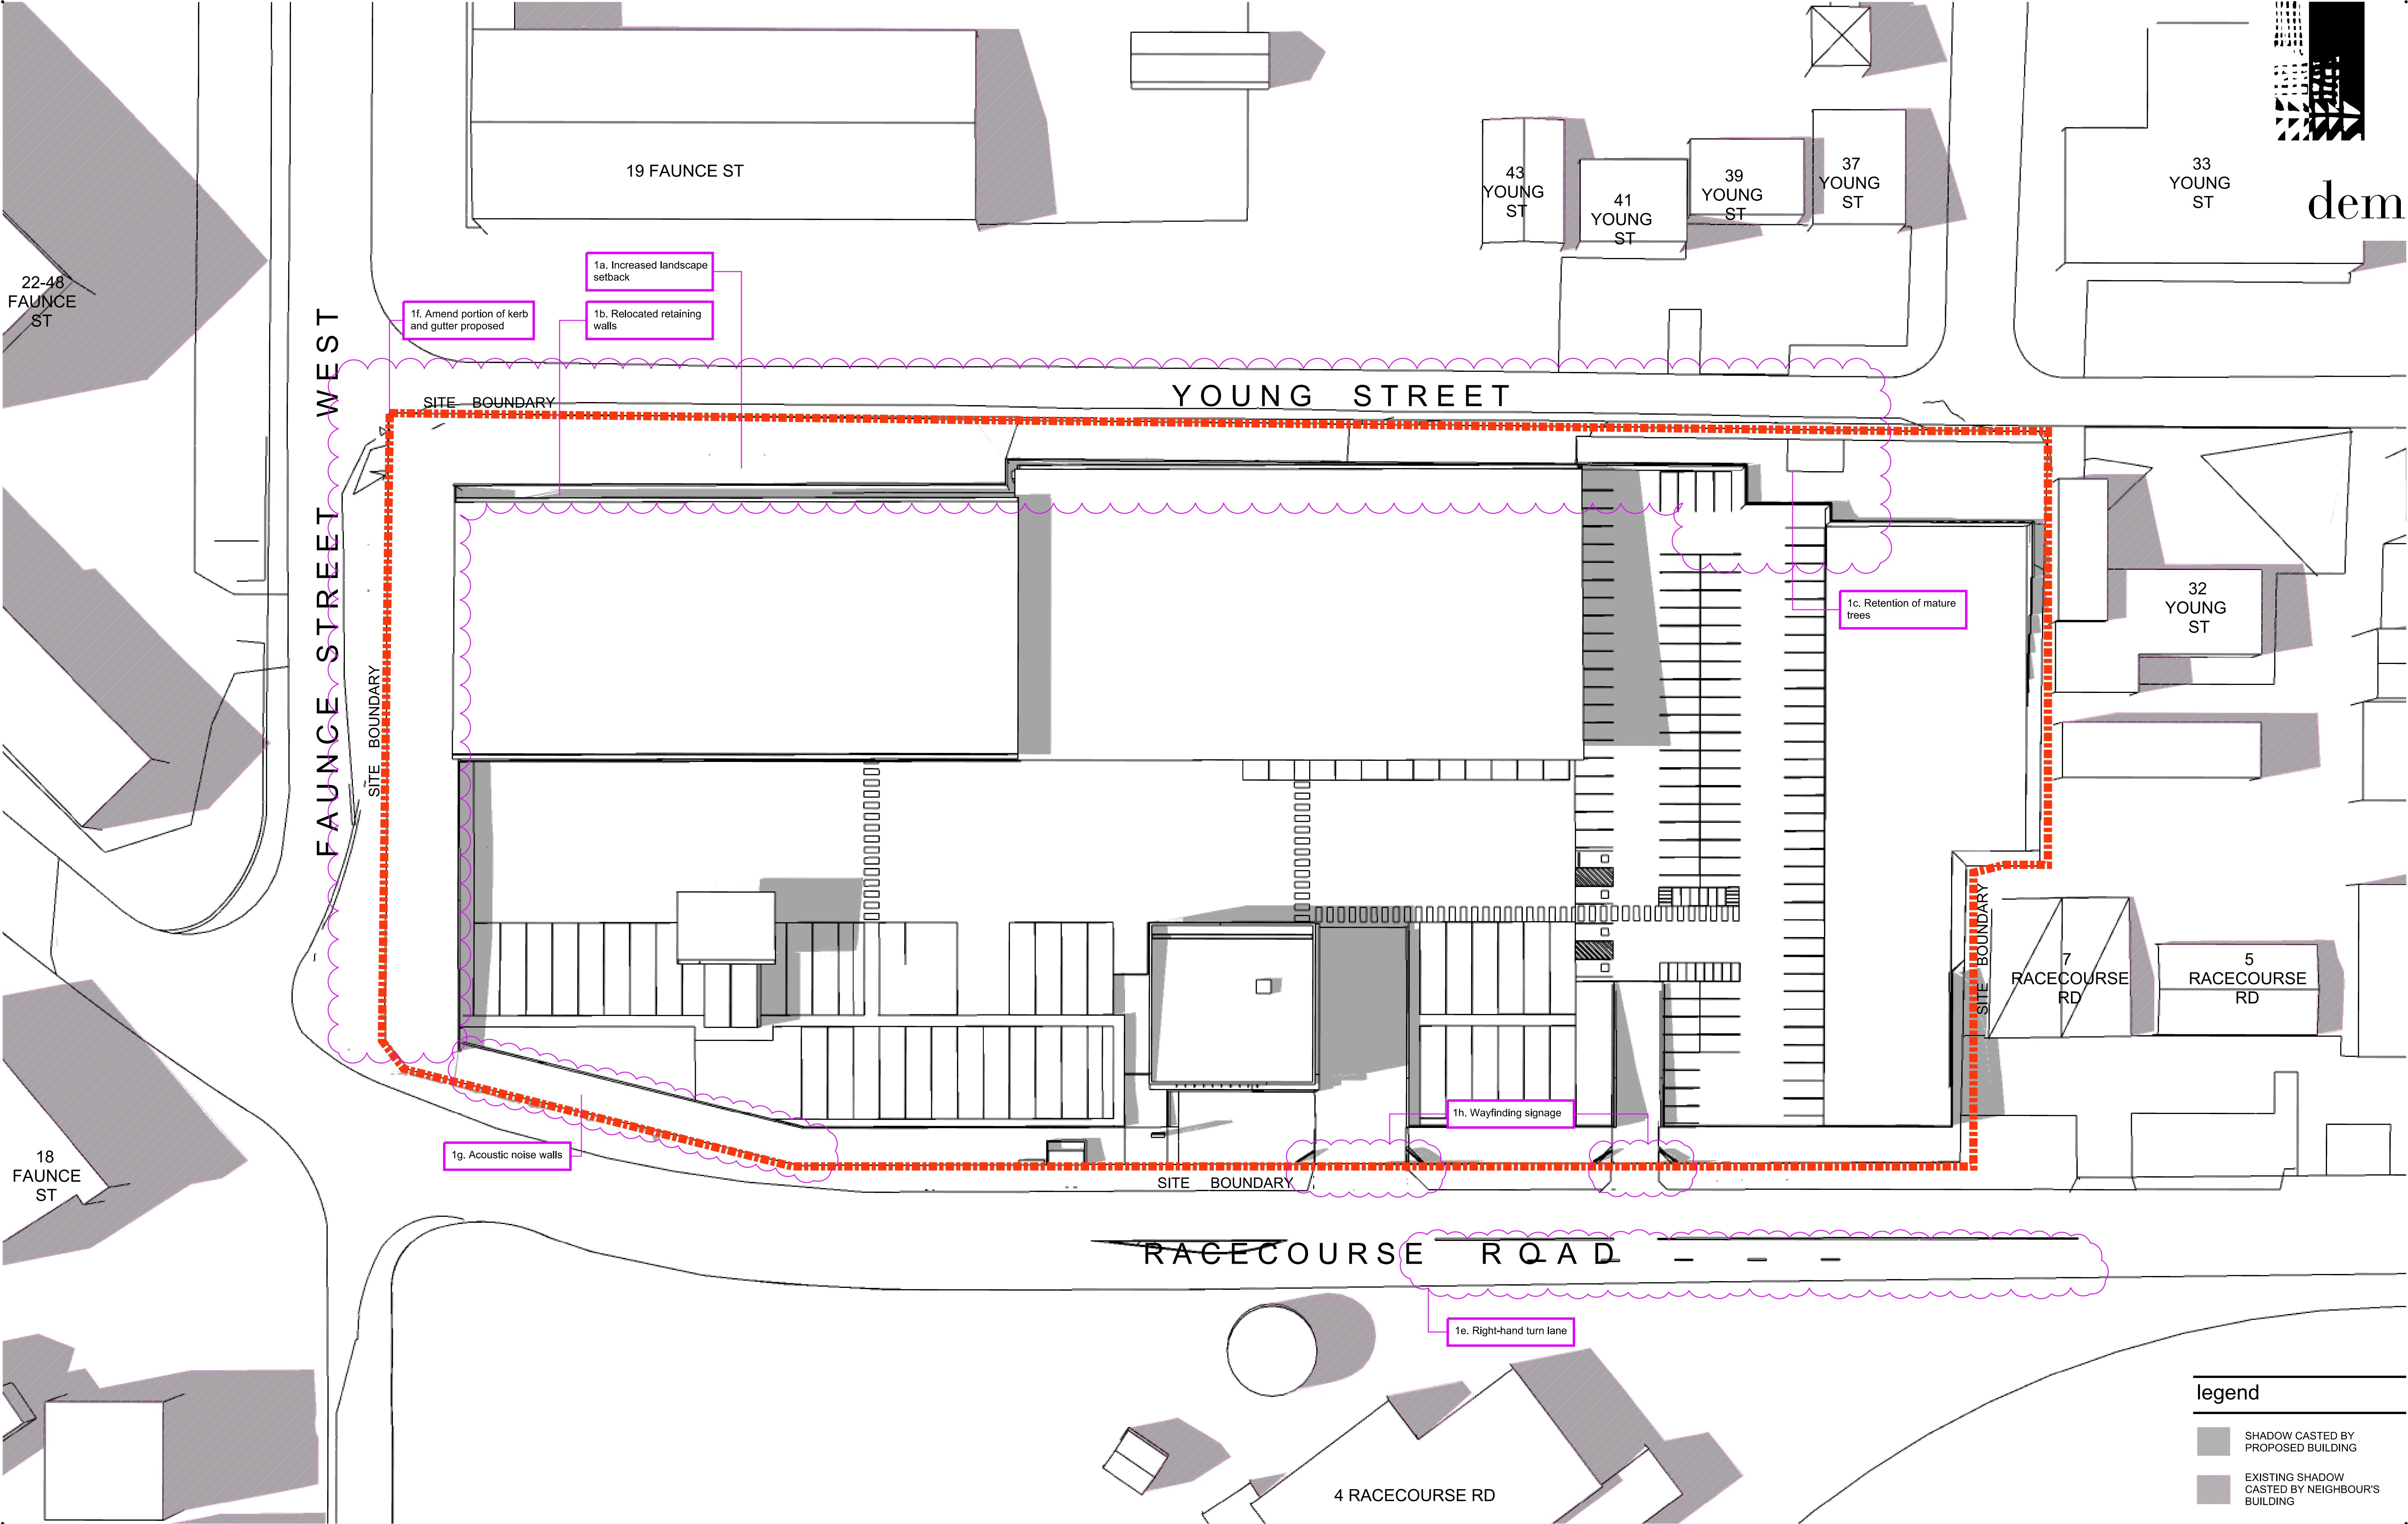 dem
19 FAUNCE ST
43
YOUNG
ST
41
YOUNG
ST
39
YOUNG
ST
37
YOUNG
ST
33
YOUNG
ST
22-48
FAUNCE
ST
1a. Increased landscape
setback
1f. Amend portion of kerb
and gutter proposed
1b. Relocated retaining
walls
YOUNG STREET
SITE BOUNDARY
FAUNCE STREET WEST
SITE BOUNDARY
1c. Retention of mature
trees
32
YOUNG
ST
SITE BOUNDARY
7
RACECOURSE
RD
5
RACECOURSE
RD
18
FAUNCE
ST
1g. Acoustic noise walls
1h. Wayfinding signage
SITE BOUNDARY
RACECOURSE ROAD
1e. Right-hand turn lane
4 RACECOURSE RD
legend
SHADOW CASTED BY
PROPOSED BUILDING
EXISTING SHADOW
CASTED BY NEIGHBOUR'S
BUILDING